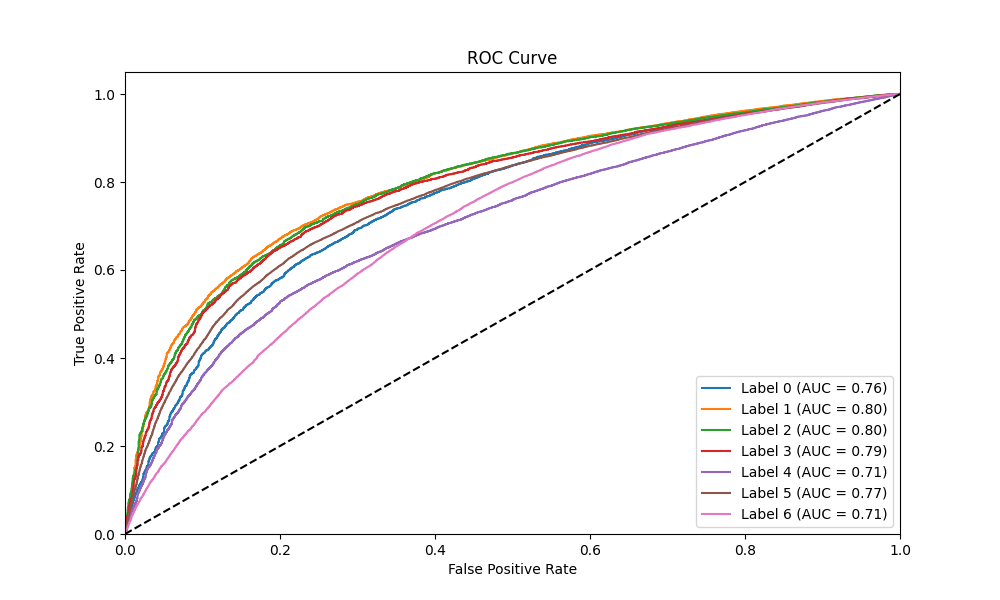 ROC Curve
True Positive Rate
1.0
0.8
0.6
0.4
0.2
0.0
0.0 0.2 0.4 0.6 0.8 1.0
False Positive Rate
Label 0 (AUC = 0.76)
Label 1 (AUC = 0.80)
Label 2 (AUC = 0.80)
Label 3 (AUC = 0.79)
Label 4 (AUC = 0.71)
Label 5 (AUC = 0.77)
Label 6 (AUC = 0.71)